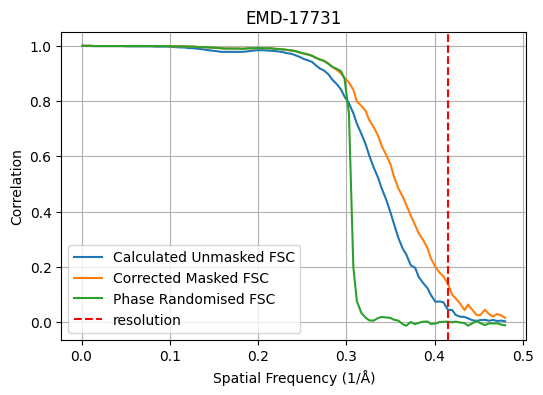 EMD-17731
1.0
0.8
0.6
0.4
0.2
0.0
Correlation
Calculated Unmasked FSC
Corrected Masked FSC
Phase Randomised FSC
resolution
0.0 0.1 0.2 0.3 0.4 0.5
Spatial Frequency (1/Å)